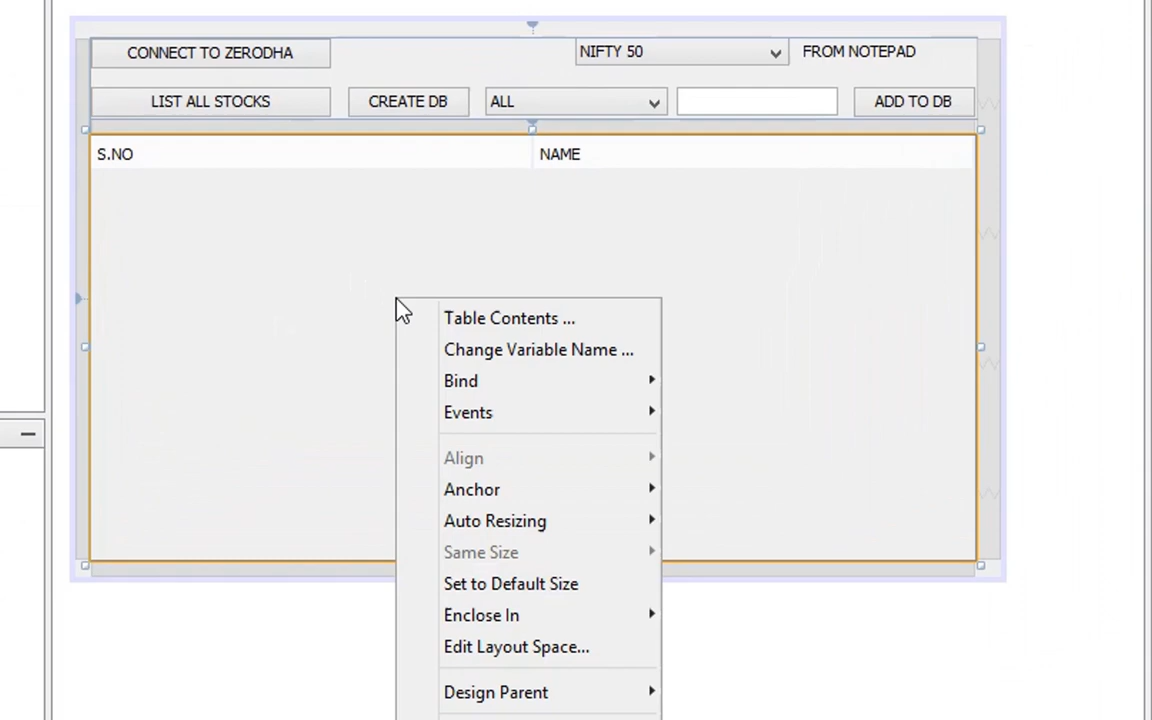 CONNECT TO ZERODHA NIFTY 50 FROM NOTEPAD
LIST ALL STOCKS CREATE DB ALL ADD TO DB
S.NO NAME
Table Contents ...
Change Variable Name ...
Bind
Events
Align
Anchor
Auto Resizing
Same Size
Set to Default Size
Enclose In
Edit Layout Space...
Design Parent